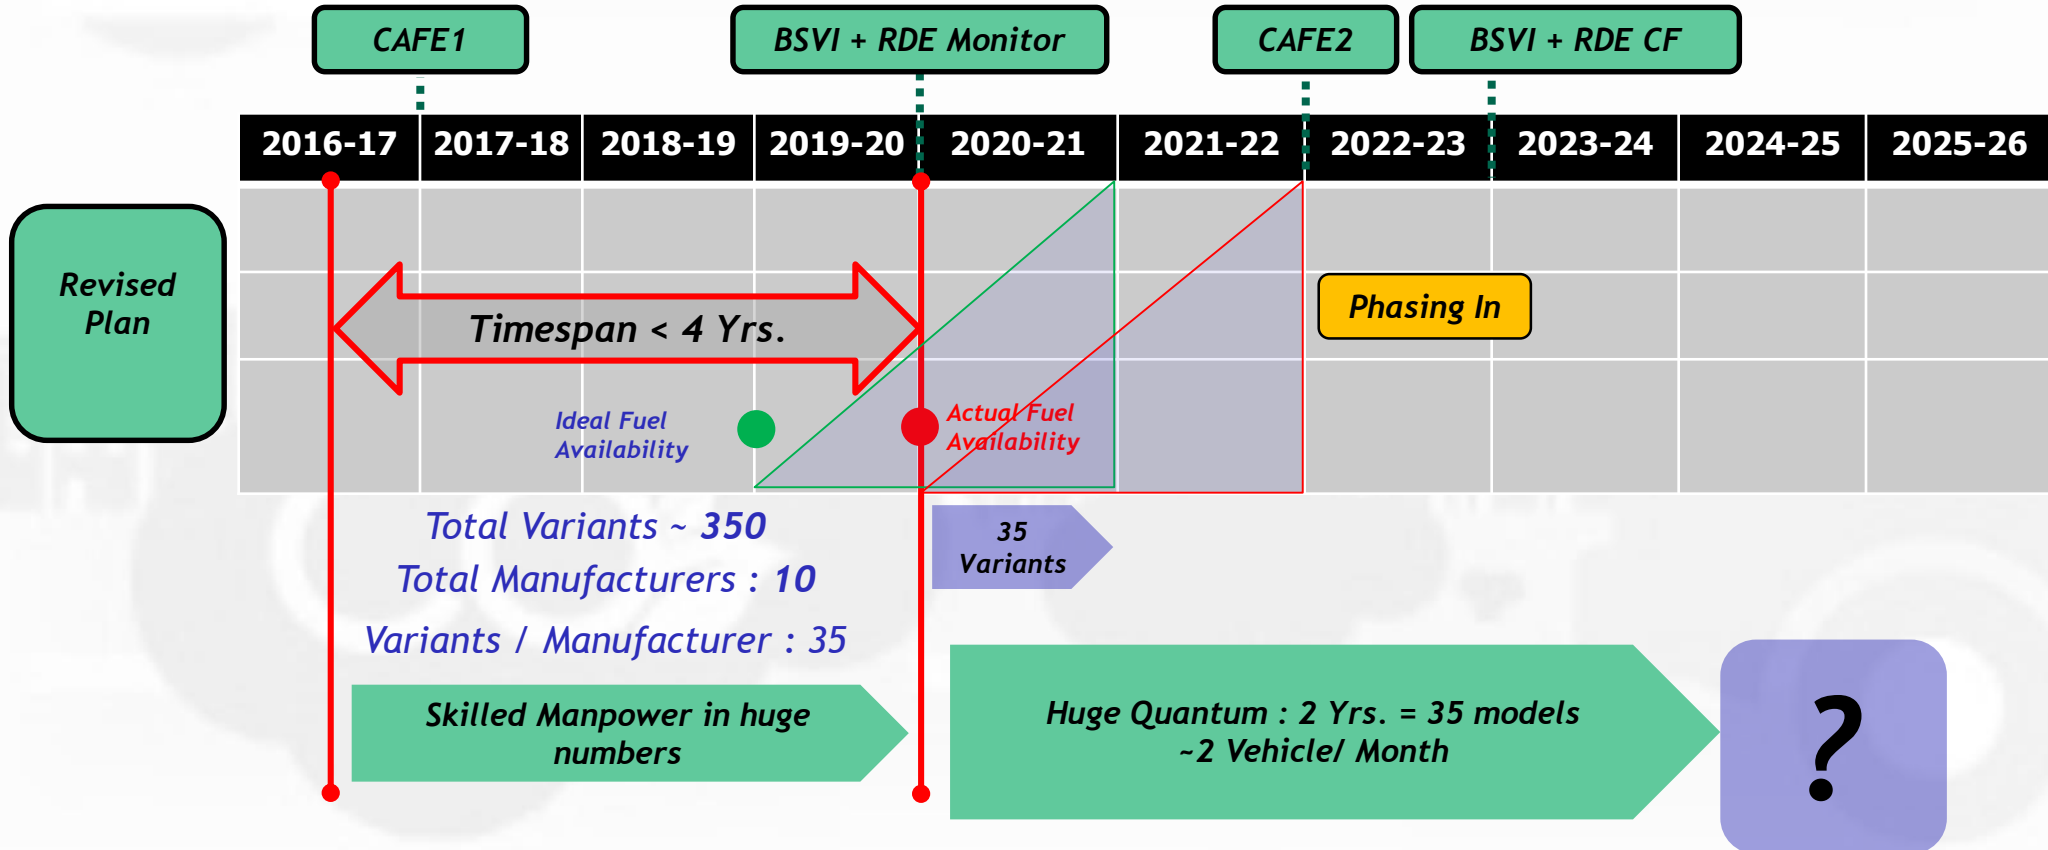 CAFE1
BSVI + RDE Monitor
CAFE2
BSVI + RDE CF
2016-17 2017-18 2018-19 2019-20 2020-21 2021-22 2022-23 2023-24 2024-25 2025-26
Revised
Plan
Timespan < 4 Yrs.
Phasing In
Ideal Fuel
Availability
Actual Fuel
Availability
Total Variants ~ 350
Total Manufacturers : 10
Variants / Manufacturer : 35
35
Variants
Skilled Manpower in huge
numbers
Huge Quantum : 2 Yrs. = 35 models
~2 Vehicle/ Month
?